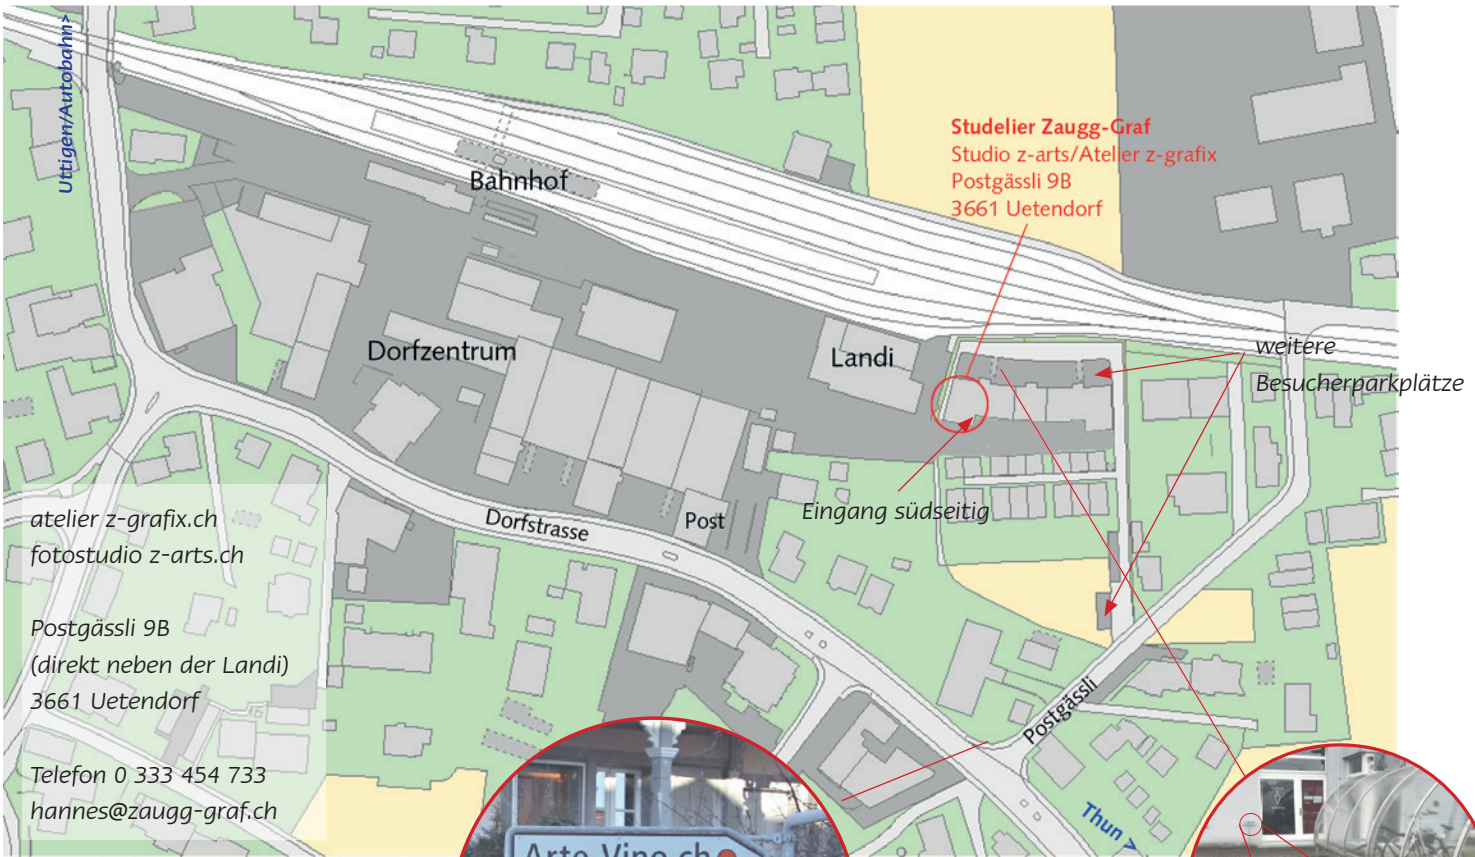 Uttigen/Autobahn>
Studelier Zaugg-Graf
Studio z-arts/Atelier z-grafix
Postgässli 9B
3661 Uetendorf
Bahnhof
Dorfzentrum
Landi
weitere
Besucherparkplätze
Eingang südseitig
Post
Dorfstrasse
atelier z-grafix.ch
fotostudio z-arts.ch
Postgässli 9B
(direkt neben der Landi)
3661 Uetendorf
Telefon 0 333 454 733
hannes@zaugg-graf.ch
Postgässli
Thun >
Arte-Vino.ch